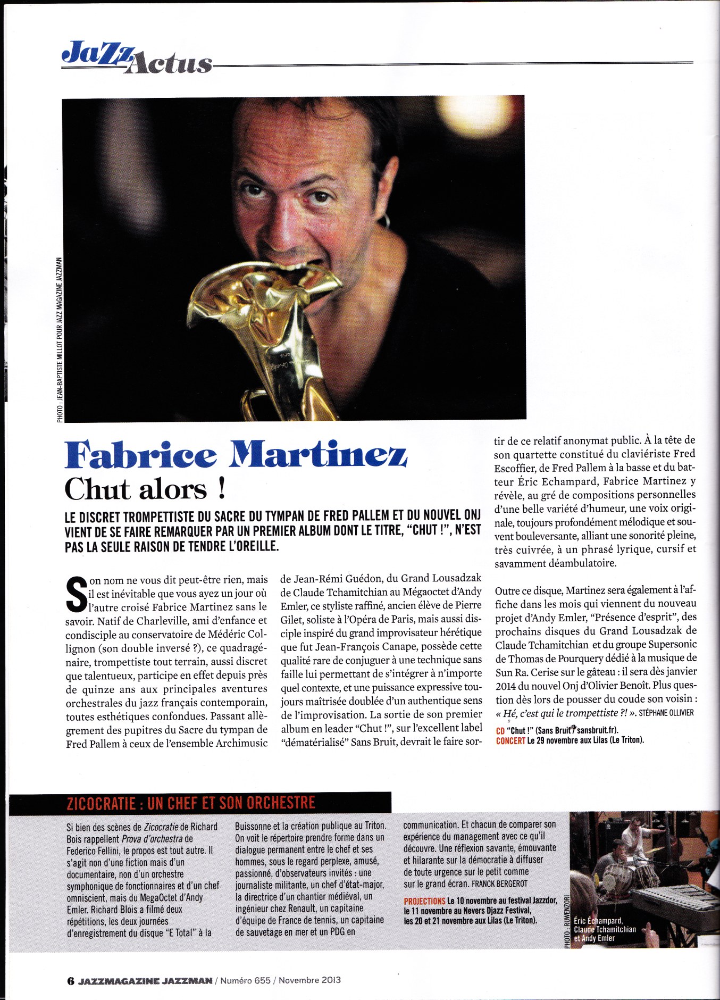 Jazz Actus
PHOTO : JEAN-BAPTISTE MILLOT POUR JAZZ MAGAZINE JAZZMAN
Fabrice Martinez
Chut alors !
LE DISCRET TROMPETTISTE DU SACRE DU TYMPAN DE FRED PALLEM ET DU NOUVEL ONJ
VIENT DE SE FAIRE REMARQUER PAR UN PREMIER ALBUM DONT LE TITRE, “CHUT !”, N’EST
PAS LA SEULE RAISON DE TENDRE L’OREILLE.
Son nom ne vous dit peut-être rien, mais
il est inévitable que vous ayez un jour où
l’autre croisé Fabrice Martinez sans le
savoir. Natif de Charleville, ami d’enfance et
condisciple au conservatoire de Médéric Col-
lignon (son double inversé ?), ce quadragé-
naire, trompettiste tout terrain, aussi discret
que talentueux, participe en effet depuis près
de quinze ans aux principales aventures
orchestrales du jazz français contemporain,
toutes esthétiques confondues. Passant allè-
grement des pupitres du Sacre du tympan de
Fred Pallem à ceux de l’ensemble Archimusic
de Jean-Rémi Guédon, du Grand Lousadzak
de Claude Tchamitchian au Mégaoctet d’Andy
Emler, ce styliste raffiné, ancien élève de Pierre
Gilet, soliste à l’Opéra de Paris, mais aussi dis-
ciple inspiré du grand improvisateur hérétique
que fut Jean-François Canape, possède cette
qualité rare de conjuguer à une technique sans
faille lui permettant de s’intégrer à n’importe
quel contexte, et une puissance expressive tou-
jours maîtrisée doublée d’un authentique sens
de l’improvisation. La sortie de son premier
album en leader “Chut !”, sur l’excellent label
“dématérialisé” Sans Bruit, devrait le faire sor-
tir de ce relatif anonymat public. À la tête de
son quartette constitué du claviériste Fred
Escoffier, de Fred Pallem à la basse et du bat-
teur Éric Echampard, Fabrice Martinez y
révèle, au gré de compositions personnelles
d’une belle variété d’humeur, une voix origi-
nale, toujours profondément mélodique et sou-
vent bouleversante, alliant une sonorité pleine,
très cuivrée, à un phrasé lyrique, cursif et
savamment déambulatoire.
Outre ce disque, Martinez sera également à l’af-
fiche dans les mois qui viennent du nouveau
projet d’Andy Emler, “Présence d’esprit”, des
prochains disques du Grand Lousadzak de
Claude Tchamitchian et du groupe Supersonic
de Thomas de Pourquery dédié à la musique de
Sun Ra. Cerise sur le gâteau : il sera dès janvier
2014 du nouvel Onj d’Olivier Benoît. Plus ques-
tion dès lors de pousser du coude son voisin :
« Hé, c’est qui le trompettiste ?! ». STÉPHANE OLLIVIER
CD “Chut !” (Sans Bruit / sansbruit.fr).
CONCERT Le 29 novembre aux Lilas (Le Triton).
ZICOCRATIE : UN CHEF ET SON ORCHESTRE
Si bien des scènes de Zicocratie de Richard
Bois rappellent Prova d’orchestra de
Federico Fellini, le propos est tout autre. Il
s’agit non d’une fiction mais d’un
documentaire, non d’un orchestre
symphonique de fonctionnaires et d’un chef
omniscient, mais du MegaOctet d’Andy
Emler. Richard Blois a filmé deux
répétitions, les deux journées
d’enregistrement du disque “E Total” à la
Buissonne et la création publique au Triton.
On voit le répertoire prendre forme dans un
dialogue permanent entre le chef et ses
hommes, sous le regard perplexe, amusé,
passionné, d’observateurs invités : une
journaliste militante, un chef d’état-major,
la directrice d’un chantier médiéval, un
ingénieur chez Renault, un capitaine
d’équipe de France de tennis, un capitaine
de sauvetage en mer et un PDG en
communication. Et chacun de comparer son
expérience du management avec ce qu’il
découvre. Une réflexion savante, émouvante
et hilarante sur la démocratie à diffuser
de toute urgence sur le petit comme
sur le grand écran. FRANCK BERGEROT
PROJECTIONS Le 10 novembre au festival Jazzdor,
le 11 novembre au Nevers Djazz Festival,
les 20 et 21 novembre aux Lilas (Le Triton).
PHOTO : RUWENZORI
Éric Échampard,
Claude Tchamitchian
et Andy Emler
6 JAZZMAGAZINE JAZZMAN / Numéro 655 / Novembre 2013